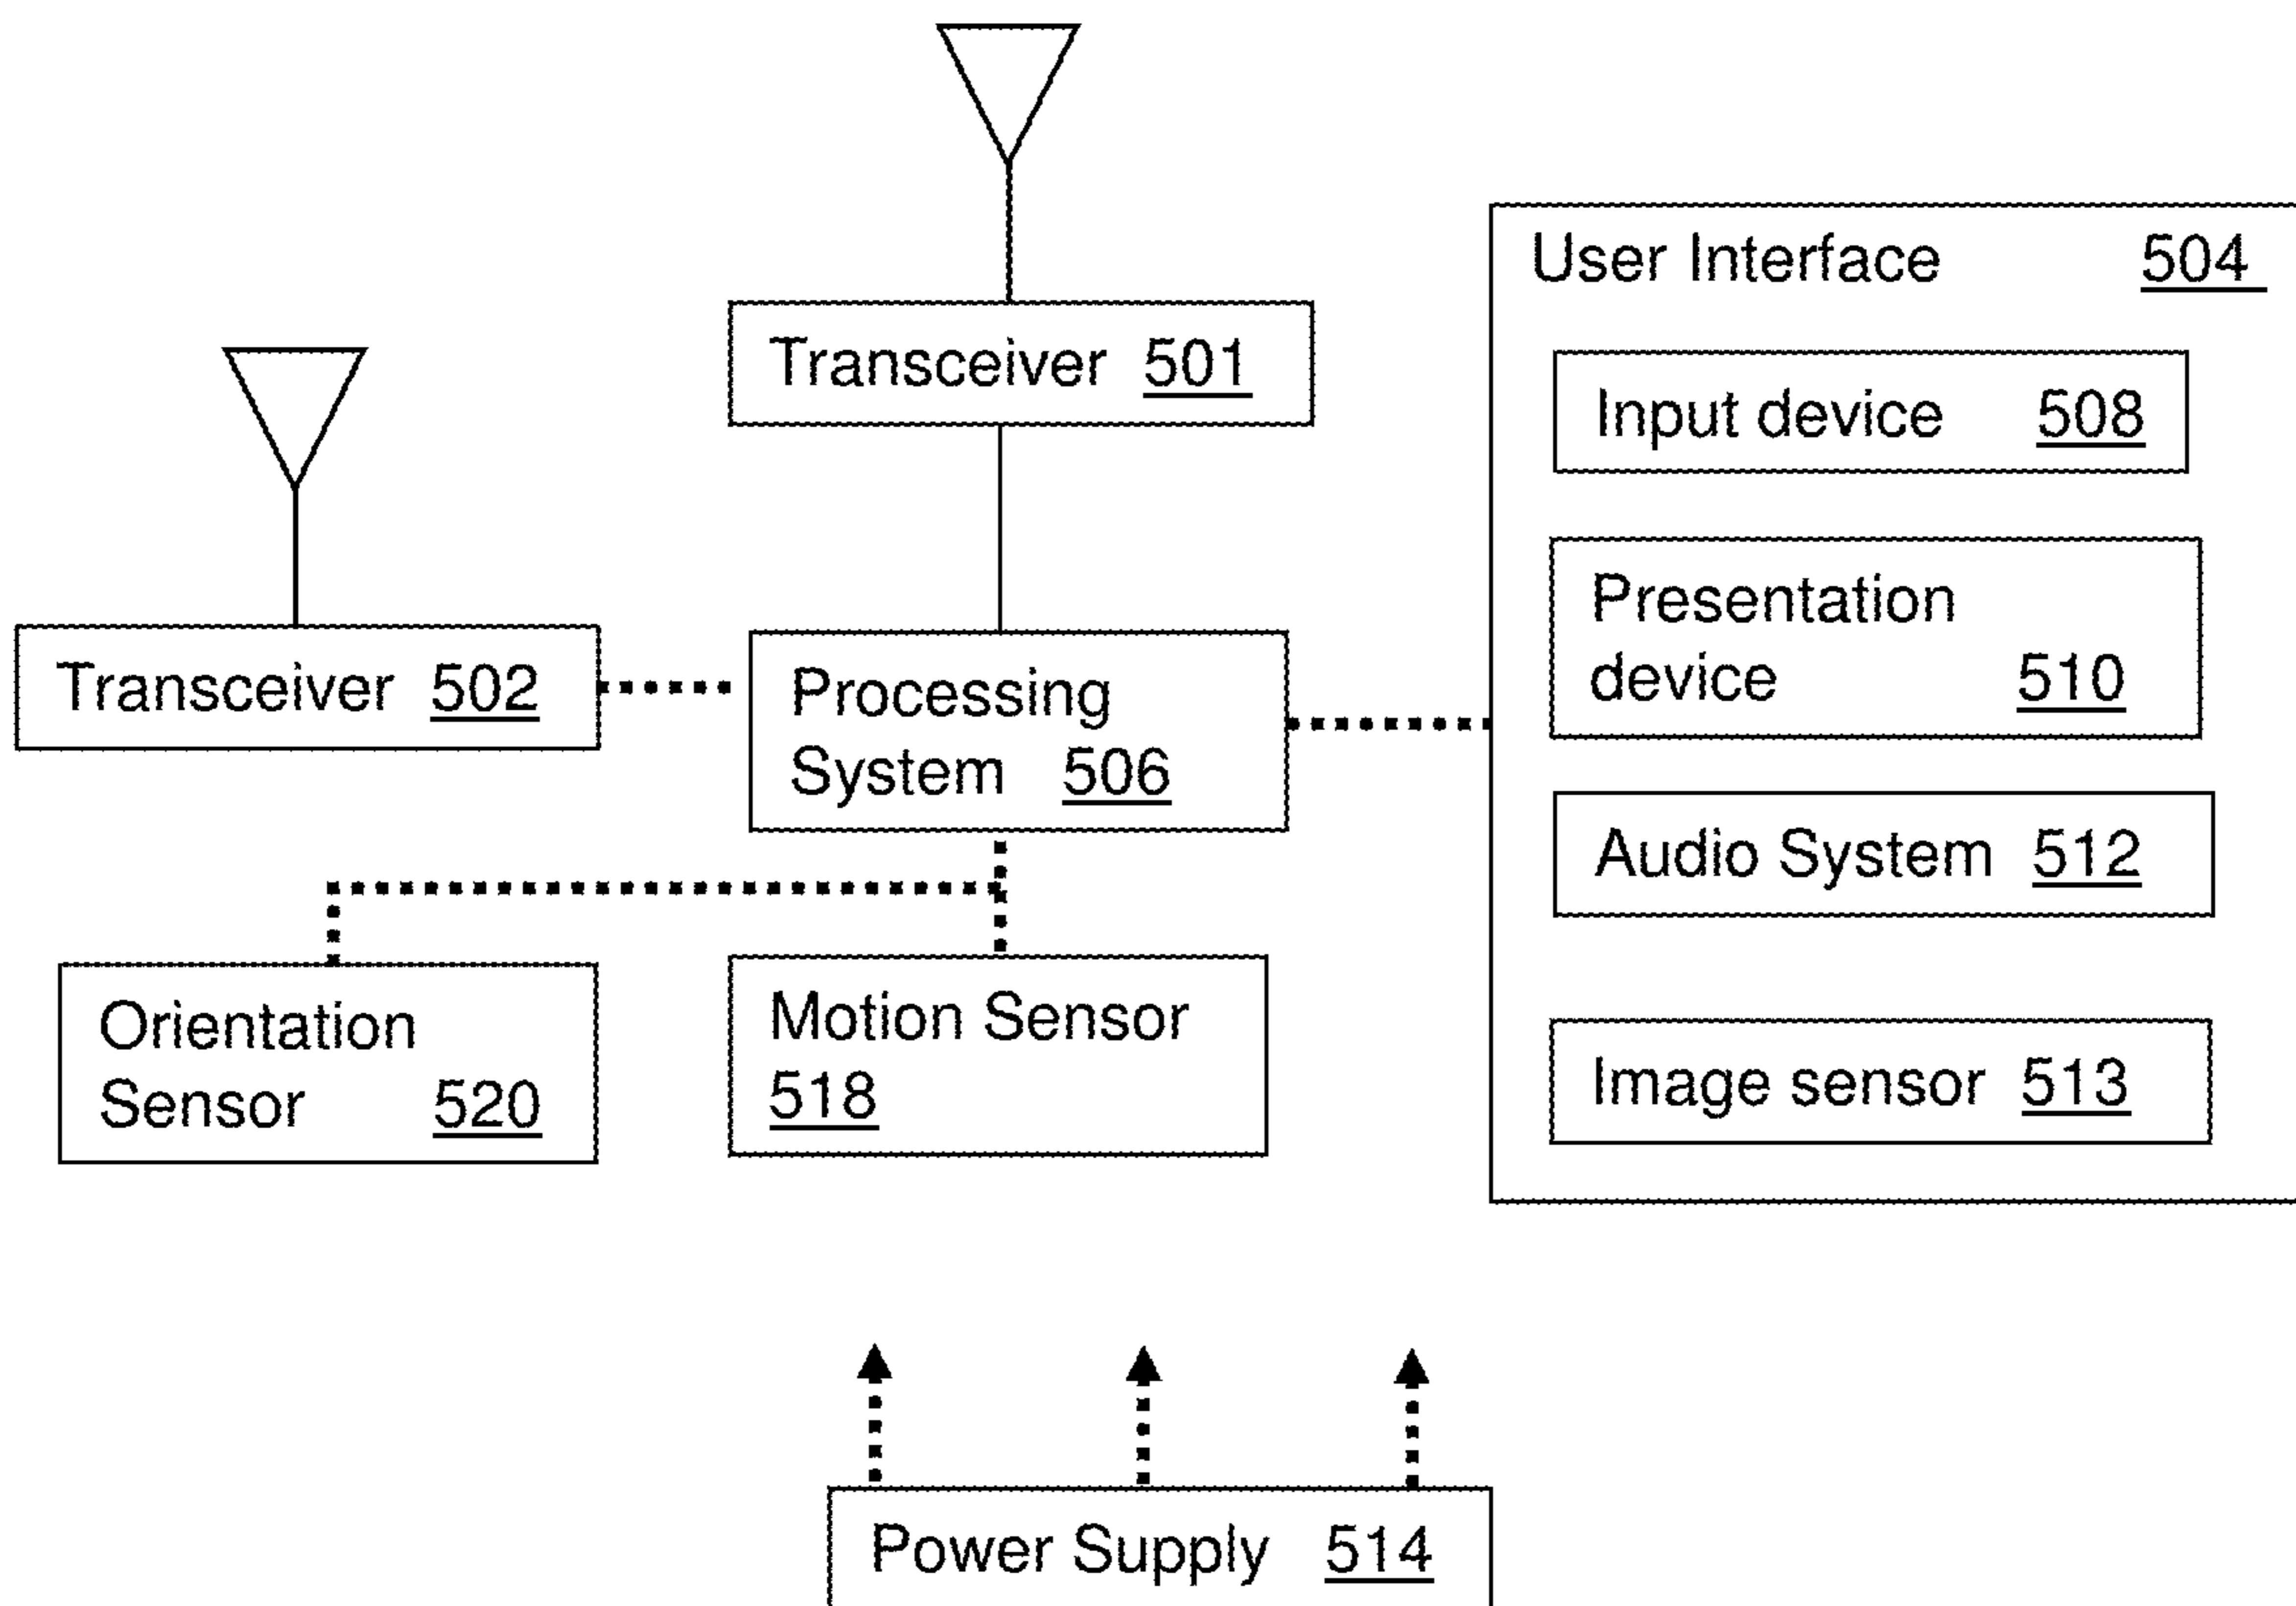 User Interface 504
Transceiver 501
Input device 508
Presentation
device 510
Transceiver 502
Processing
System 506
Audio System 512
Orientation
Sensor 520
Motion Sensor
518
Image sensor 513
Power Supply 514